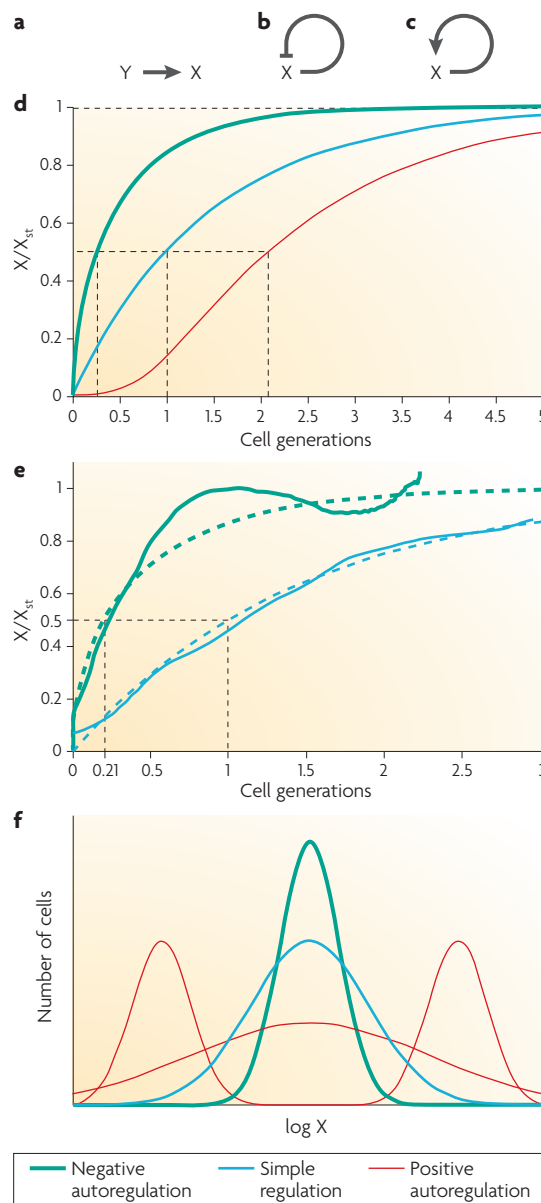 a
b
c
Y X
X
X
d
X/Xst
1
0.8
0.6
0.4
0.2
0
0 0.5 1 1.5 2 2.5 3 3.5 4 4.5 5
Cell generations
e
X/Xst
1
0.8
0.6
0.5
0.4
0.2
0
0 0.21 0.5 1 1.5 2 2.5 3
Cell generations
f
Number of cells
log X
Negative autoregulation
Simple regulation
Positive autoregulation